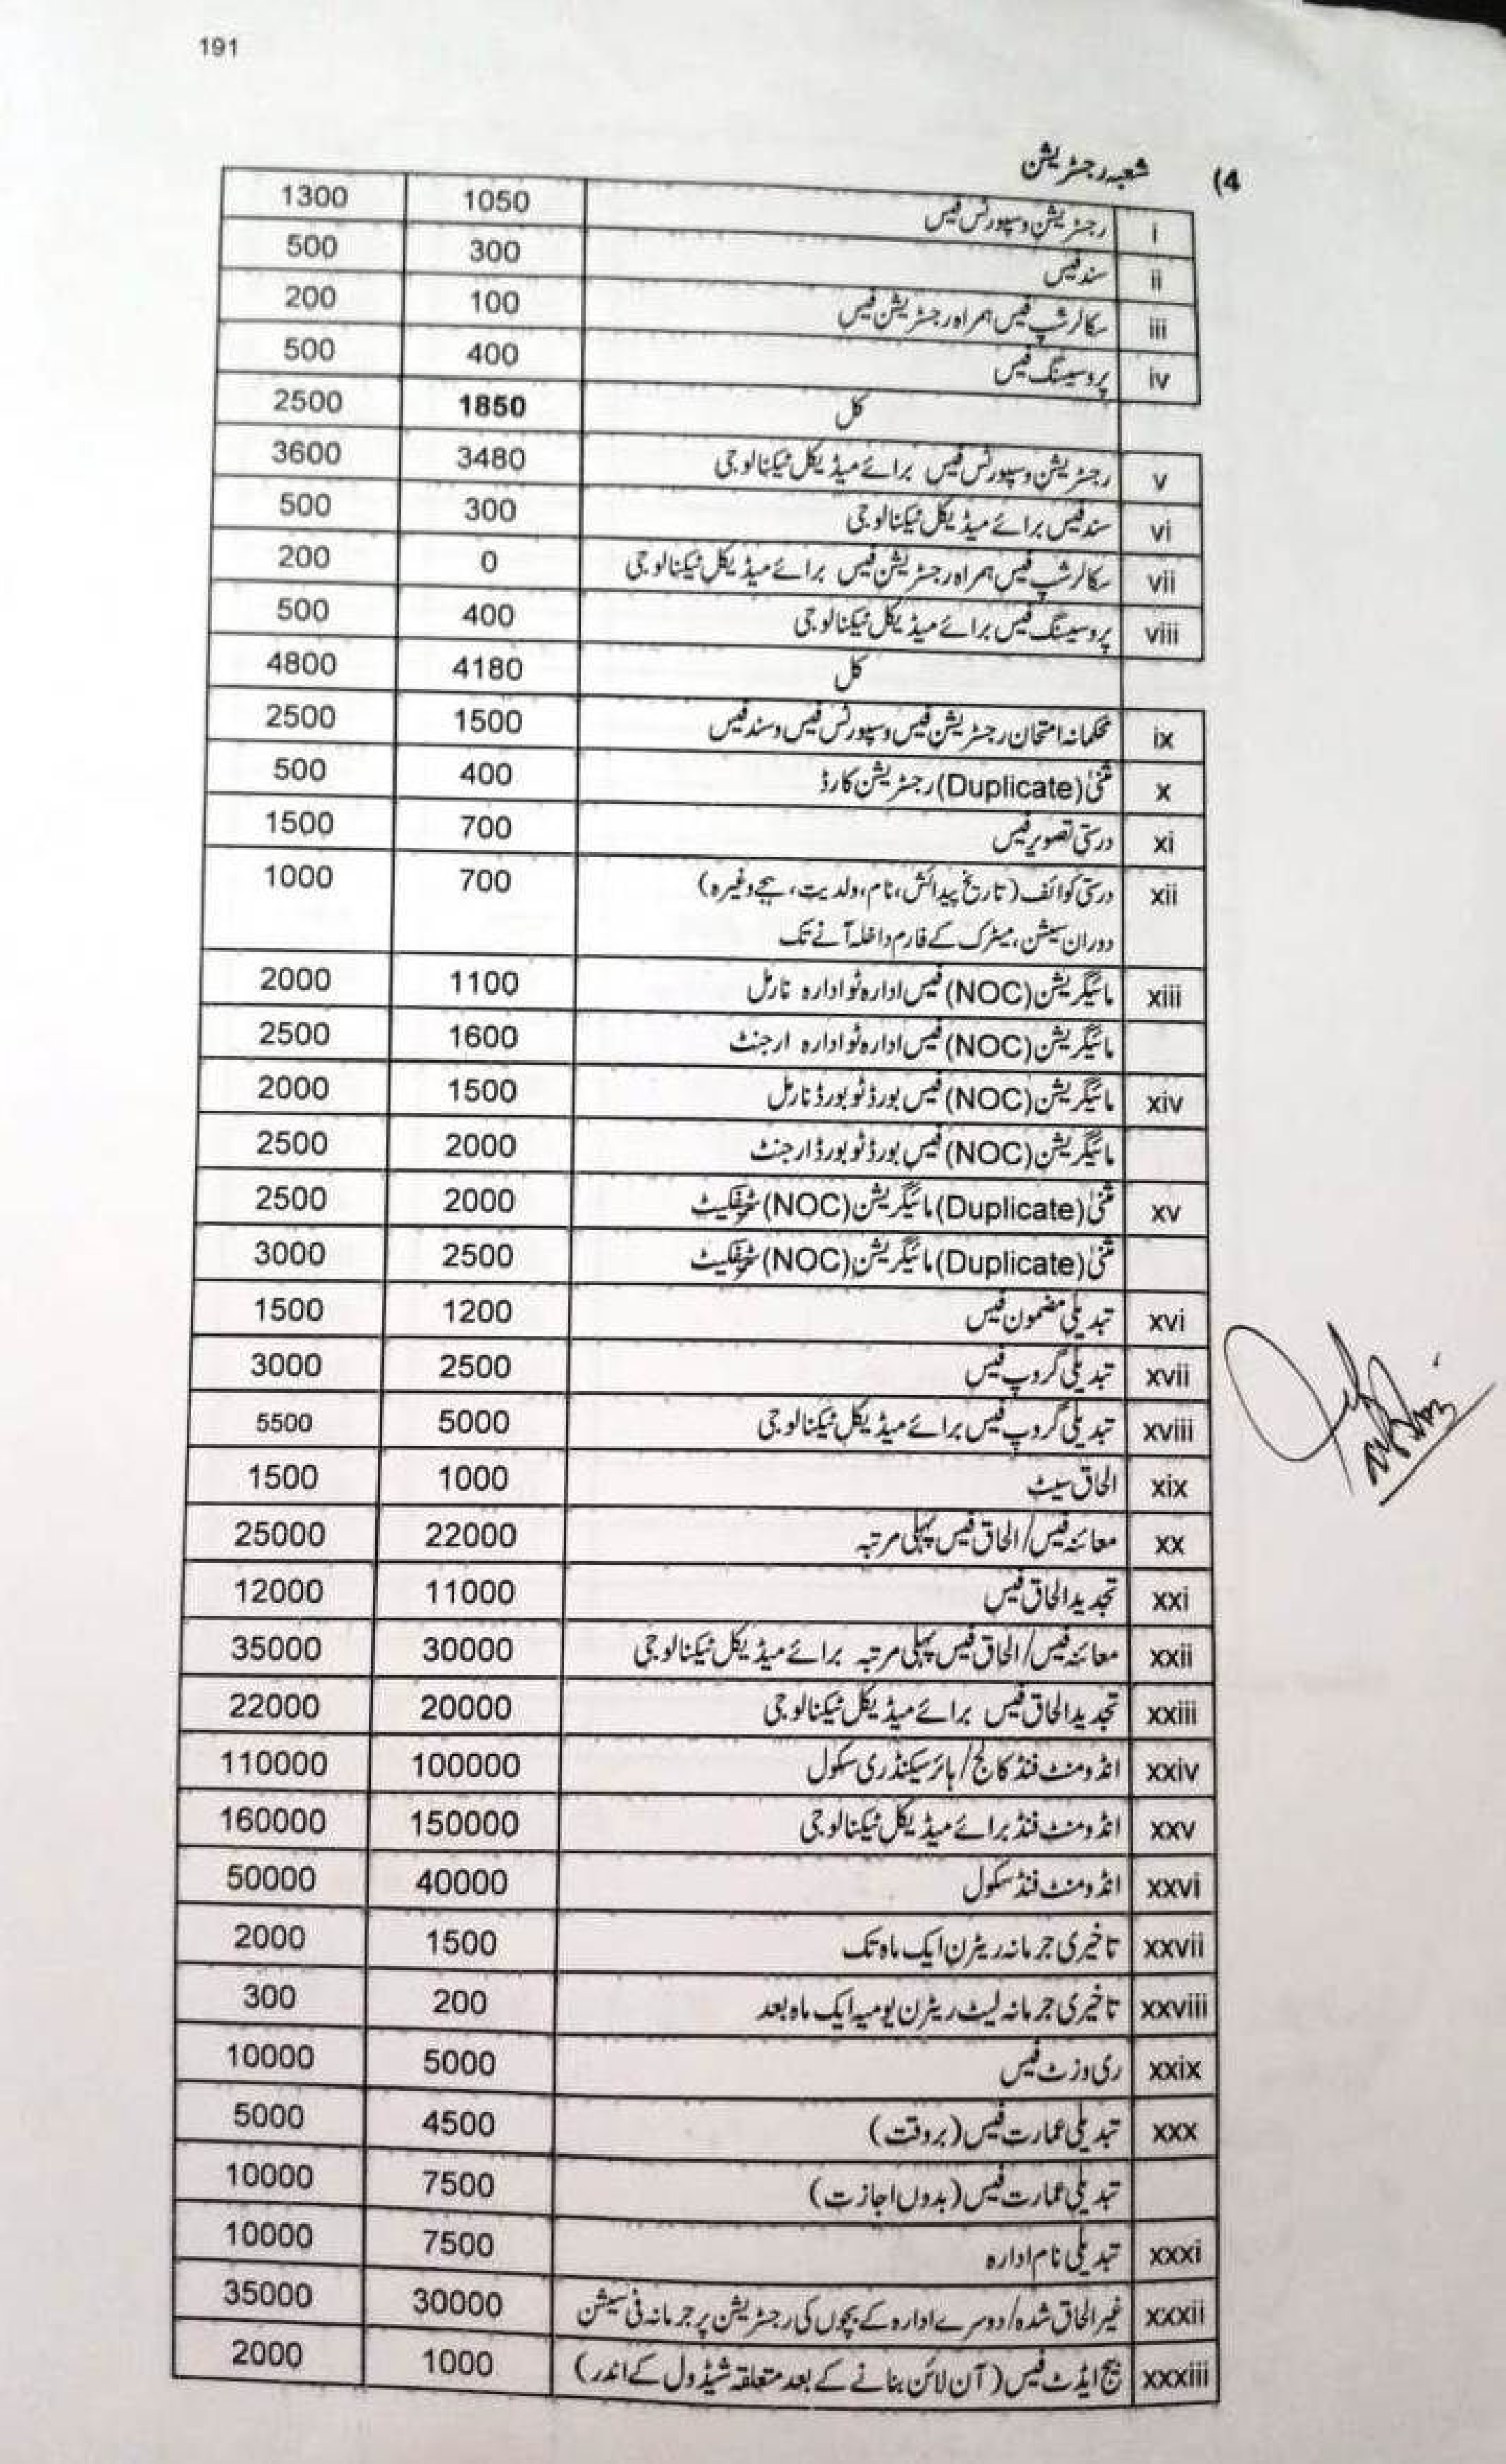 191
4) شعبہ رجسٹریشن
i رجسٹریشن و سپورٹس فیس 1050 1300
ii سند فیس 300 500
iii سکالرشپ فیس ہمراہ رجسٹریشن فیس 100 200
iv پروسیسنگ فیس 400 500
کل 1850 2500
v رجسٹریشن و سپورٹس فیس برائے میڈیکل ٹیکنالوجی 3480 3600
vi سند فیس برائے میڈیکل ٹیکنالوجی 300 500
vii سکالرشپ فیس ہمراہ رجسٹریشن فیس برائے میڈیکل ٹیکنالوجی 0 200
viii پروسیسنگ فیس برائے میڈیکل ٹیکنالوجی 400 500
کل 4180 4800
ix محکمانہ امتحان رجسٹریشن فیس و سپورٹس فیس و سند فیس 1500 2500
x مثنیٰ (Duplicate) رجسٹریشن کارڈ 400 500
xi درستی تصویر فیس 700 1500
xii درستی کوائف (تاریخ پیدائش، نام، ولدیت، ہجے وغیرہ) 700 1000
دوران سیشن، میٹرک کے فارم داخلہ آنے تک
xiii مائیگریشن (NOC) فیس ادارہ ٹو ادارہ نارمل 1100 2000
مائیگریشن (NOC) فیس ادارہ ٹو ادارہ ارجنٹ 1600 2500
xiv مائیگریشن (NOC) فیس بورڈ ٹو بورڈ نارمل 1500 2000
مائیگریشن (NOC) فیس بورڈ ٹو بورڈ ارجنٹ 2000 2500
xv مثنیٰ (Duplicate) مائیگریشن (NOC) سرٹیفکیٹ 2000 2500
مثنیٰ (Duplicate) مائیگریشن (NOC) سرٹیفکیٹ 2500 3000
xvi تبدیلی مضمون فیس 1200 1500
xvii تبدیلی گروپ فیس 2500 3000
xviii تبدیلی گروپ فیس برائے میڈیکل ٹیکنالوجی 5000 5500
xix الحاق سیٹ 1000 1500
xx معائنہ فیس/الحاق فیس پہلی مرتبہ 22000 25000
xxi تجدید الحاق فیس 11000 12000
xxii معائنہ فیس/الحاق فیس پہلی مرتبہ برائے میڈیکل ٹیکنالوجی 30000 35000
xxiii تجدید الحاق فیس برائے میڈیکل ٹیکنالوجی 20000 22000
xxiv انڈومنٹ فنڈ کالج/ہائر سیکنڈری سکول 100000 110000
xxv انڈومنٹ فنڈ برائے میڈیکل ٹیکنالوجی 150000 160000
xxvi انڈومنٹ فنڈ سکول 40000 50000
xxvii تاخیری جرمانہ ریٹرن ایک ماہ تک 1500 2000
xxviii تاخیری جرمانہ لیٹ ریٹرن یومیہ ایک ماہ بعد 200 300
xxix ری وزٹ فیس 5000 10000
xxx تبدیلی عمارت فیس (بروقت) 4500 5000
تبدیلی عمارت فیس (بدوں اجازت) 7500 10000
xxxi تبدیلی نام ادارہ 7500 10000
xxxii غیر الحاق شدہ/دوسرے ادارہ کے بچوں کی رجسٹریشن پر جرمانہ فی سیشن 30000 35000
xxxiii بیج ایڈٹ فیس (آن لائن بنانے کے بعد متعلقہ شیڈول کے اندر) 1000 2000